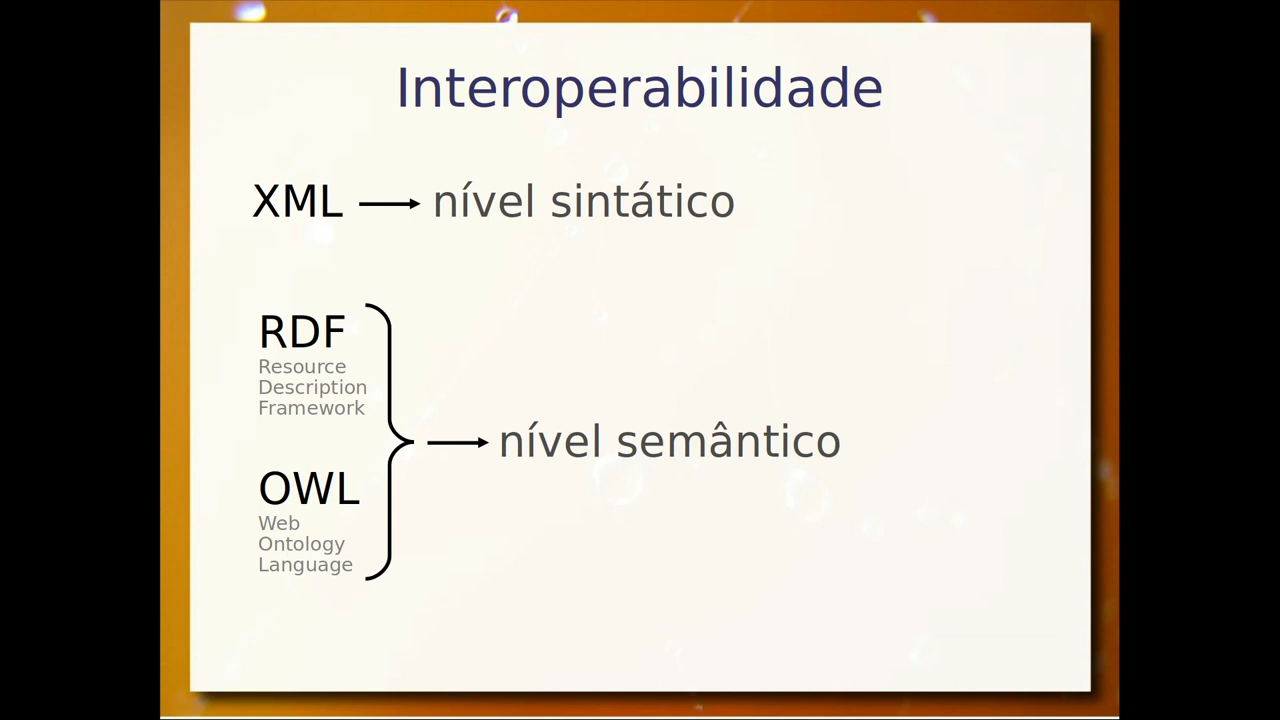 Interoperabilidade
XML
nível sintático
RDF
Resource
Description
Framework
nível semântico
OWL
Web
Ontology
Language